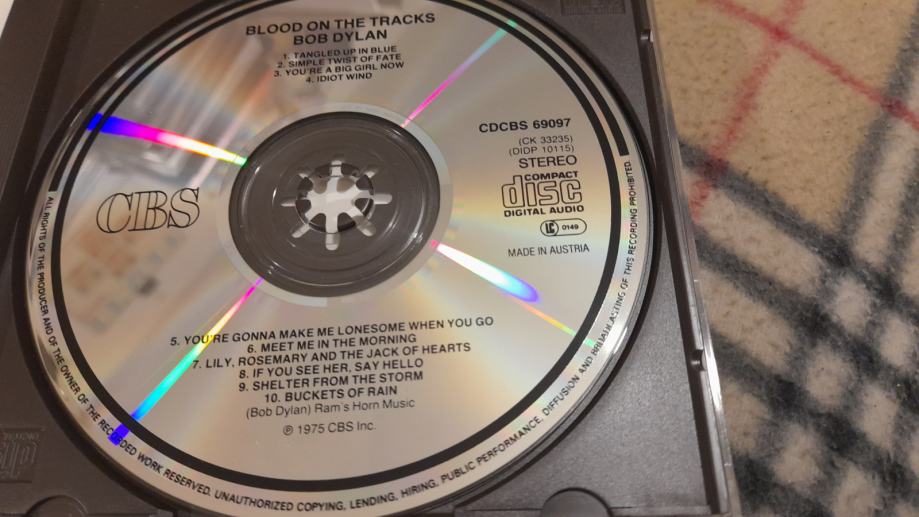 BLOOD ON THE TRACKS
BOB DYLAN
1. TANGLED UP IN BLUE
2. SIMPLE TWIST OF FATE
3. YOU'RE A BIG GIRL NOW
4. IDIOT WIND
CBS
CDCBS 69097
(CK 33235)
(DIDP 10115)
STEREO
COMPACT
disc
DIGITAL AUDIO
LC 0149
MADE IN AUSTRIA
5. YOU'RE GONNA MAKE ME LONESOME WHEN YOU GO
6. MEET ME IN THE MORNING
7. LILY, ROSEMARY AND THE JACK OF HEARTS
8. IF YOU SEE HER, SAY HELLO
9. SHELTER FROM THE STORM
10. BUCKETS OF RAIN
(Bob Dylan) Ram's Horn Music
℗ 1975 CBS Inc.
ALL RIGHTS OF THE PRODUCER AND OF THE OWNER OF THE RECORDED WORK RESERVED. UNAUTHORIZED COPYING, LENDING, HIRING, PUBLIC PERFORMANCE, DIFFUSION AND BROADCASTING OF THIS RECORDING PROHIBITED.